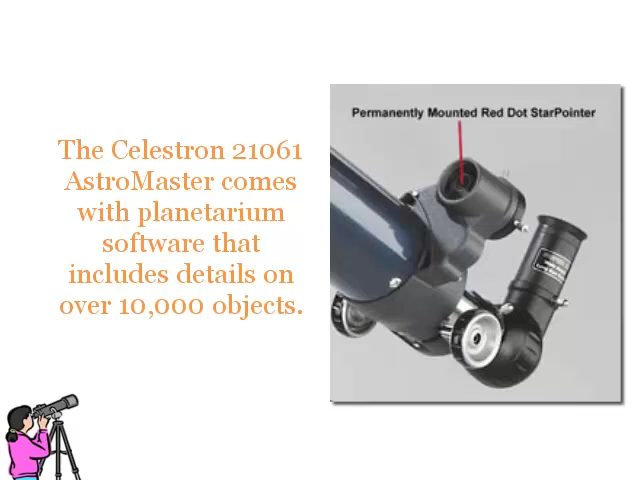 Permanently Mounted Red Dot StarPointer
The Celestron 21061
AstroMaster comes
with planetarium
software that
includes details on
over 10,000 objects.